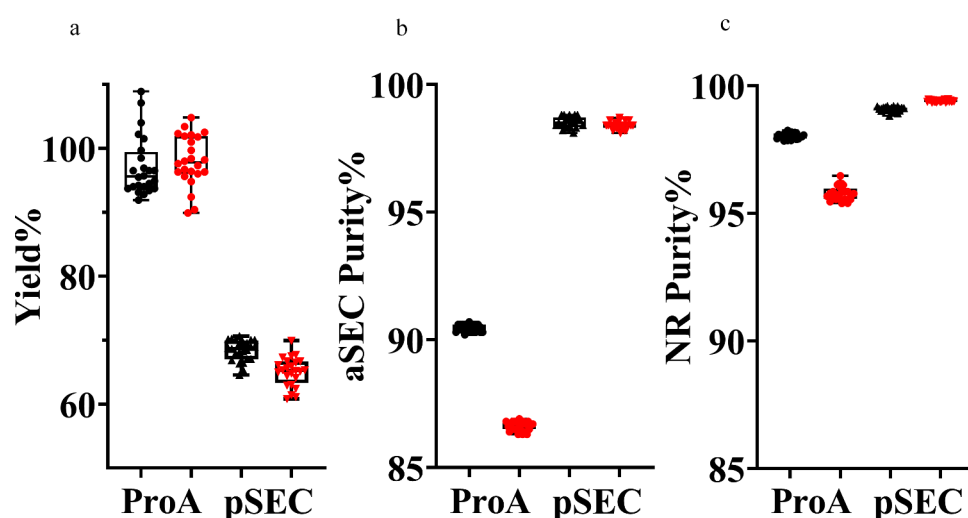 a
b
c
Yield%
100
80
60
ProA pSEC
aSEC Purity%
100
95
90
85
ProA pSEC
NR Purity%
100
95
90
85
ProA pSEC